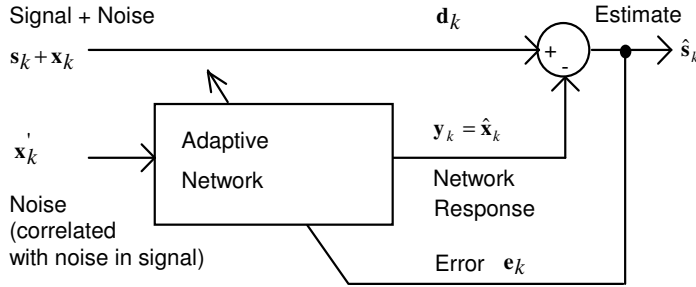 Signal + Noise
d_k
Estimate
s_k + x_k
+
-
ŝ_k
x'_k
Adaptive
Network
y_k = x̂_k
Network
Response
Noise
(correlated
with noise in signal)
Error e_k